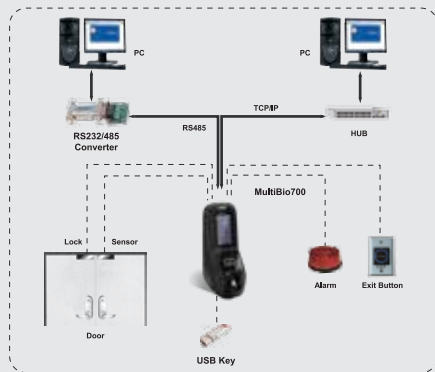 PC
PC
TCP/IP
RS485
RS232/485
Converter
HUB
MultiBio700
Lock
Sensor
Alarm
Exit Button
Door
USB Key